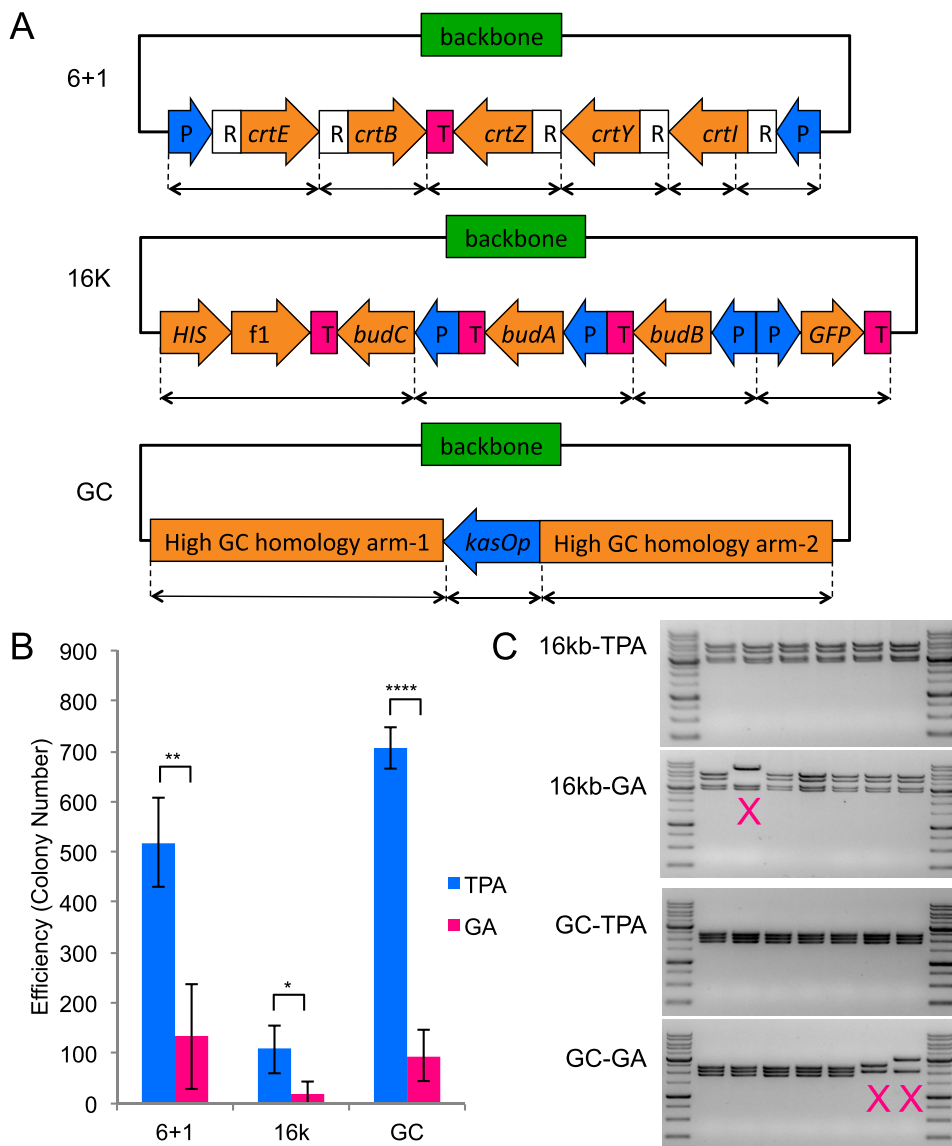 A
6+1
backbone
P R crtE R crtB T crtZ R crtY R crtI R P
16K
backbone
HIS f1 T budC P T budA P T budB P P GFP T
GC
backbone
High GC homology arm-1 kasOp High GC homology arm-2
B
Efficiency (Colony Number)
900
800
700
600
500
400
300
200
100
0
**
*
****
TPA
GA
6+1 16k GC
C
16kb-TPA
16kb-GA
X
GC-TPA
GC-GA
X X